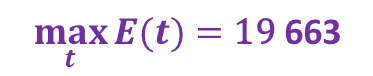 max E(t) = 19 663
t